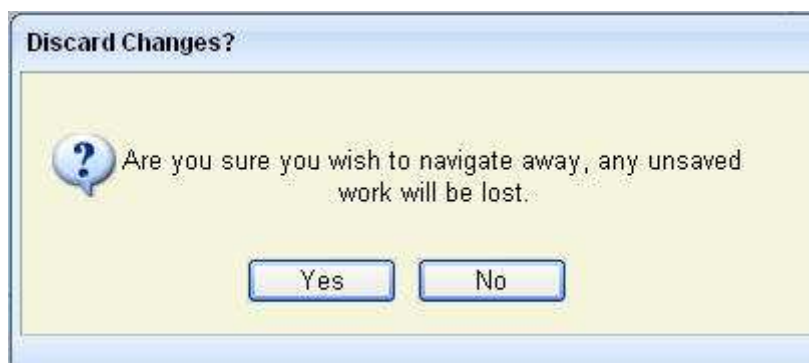 Discard Changes?
Are you sure you wish to navigate away, any unsaved
work will be lost.
Yes No